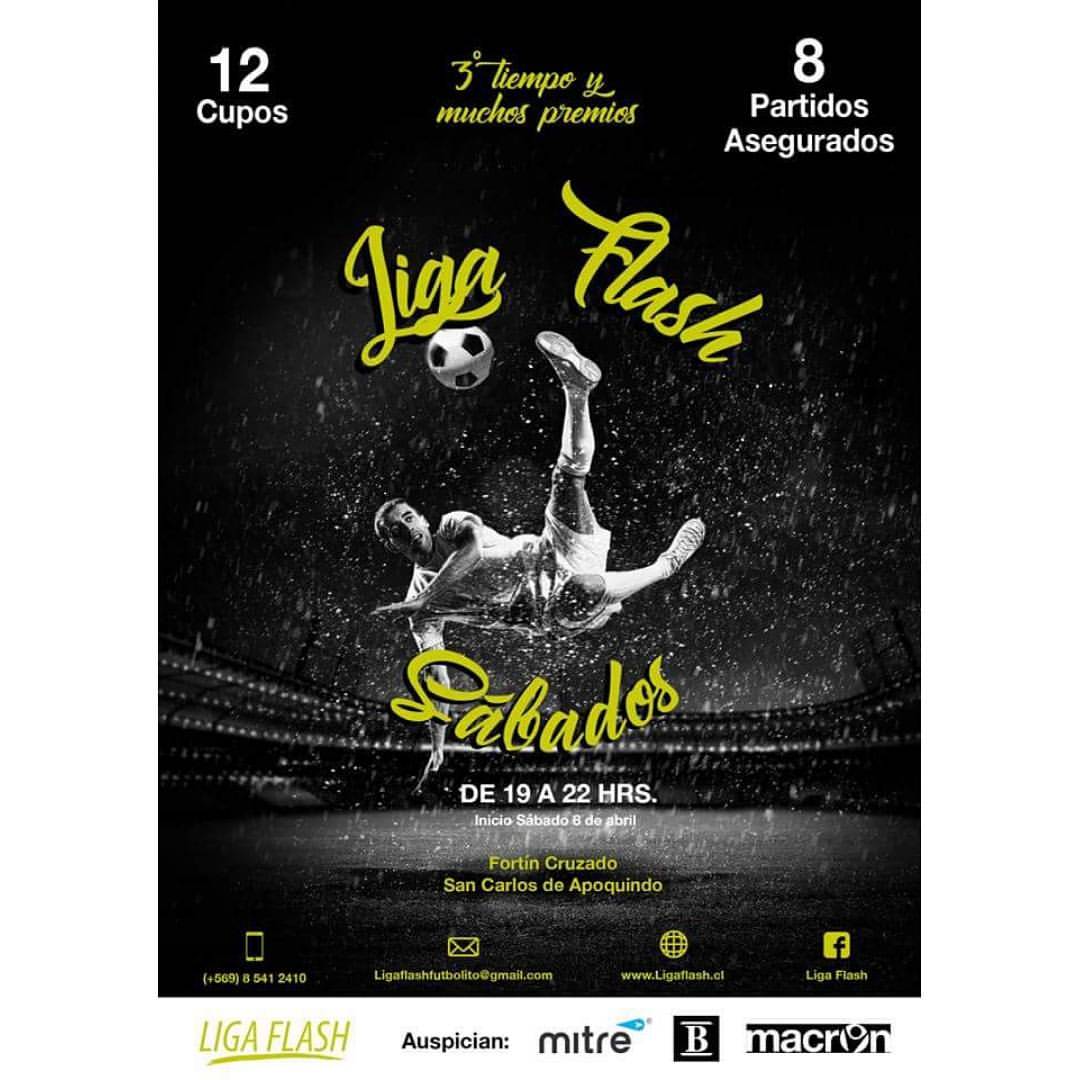 12
Cupos
3° tiempo y
muchos premios
8
Partidos
Asegurados
Liga Flash
Sábados
DE 19 A 22 HRS.
Inicio Sábado 8 de abril
Fortín Cruzado
San Carlos de Apoquindo
(+569) 8 541 2410
Ligaflashfutbolito@gmail.com
www.Ligaflash.cl
Liga Flash
LIGA FLASH
Auspician:
mitre®
B
macron